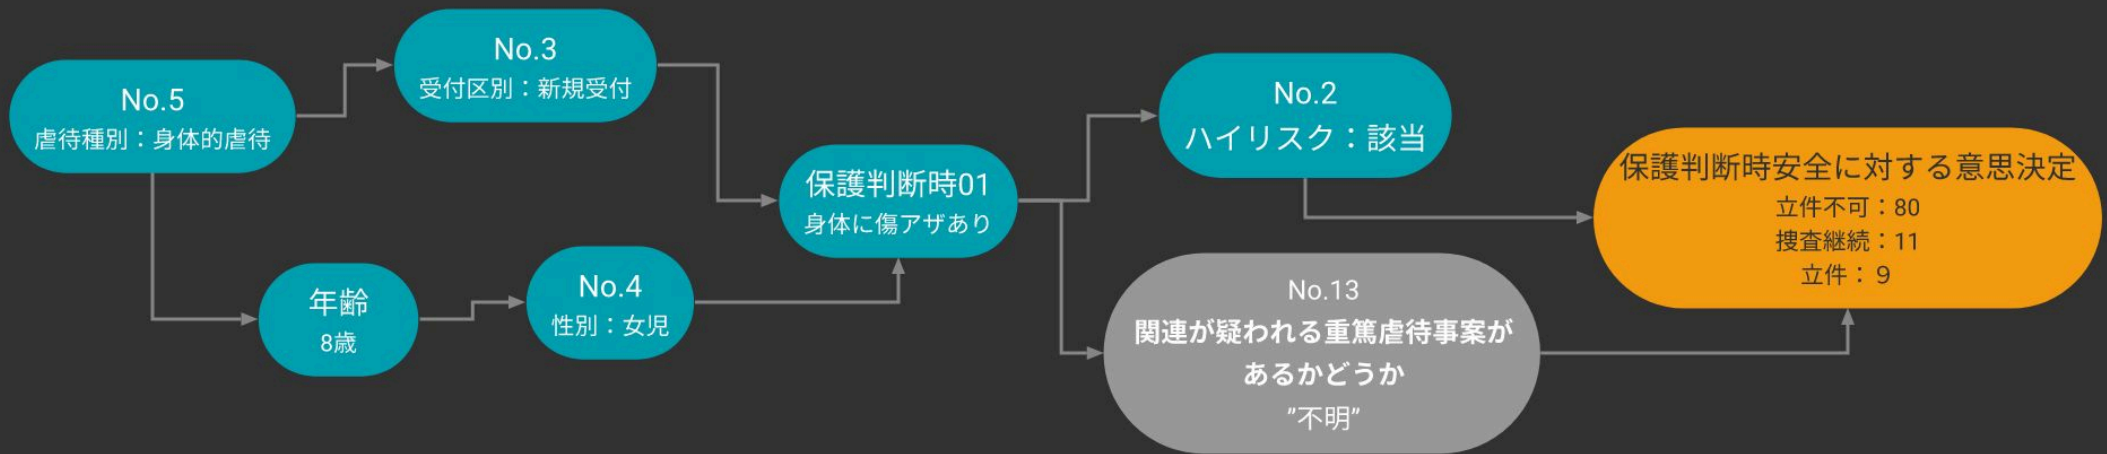 No.5
虐待種別：身体的虐待
No.3
受付区別：新規受付
年齢
8歳
No.4
性別：女児
保護判断時01
身体に傷アザあり
No.2
ハイリスク：該当
No.13
関連が疑われる重篤虐待事案が
あるかどうか
”不明”
保護判断時安全に対する意思決定
立件不可：80
捜査継続：11
立件：９